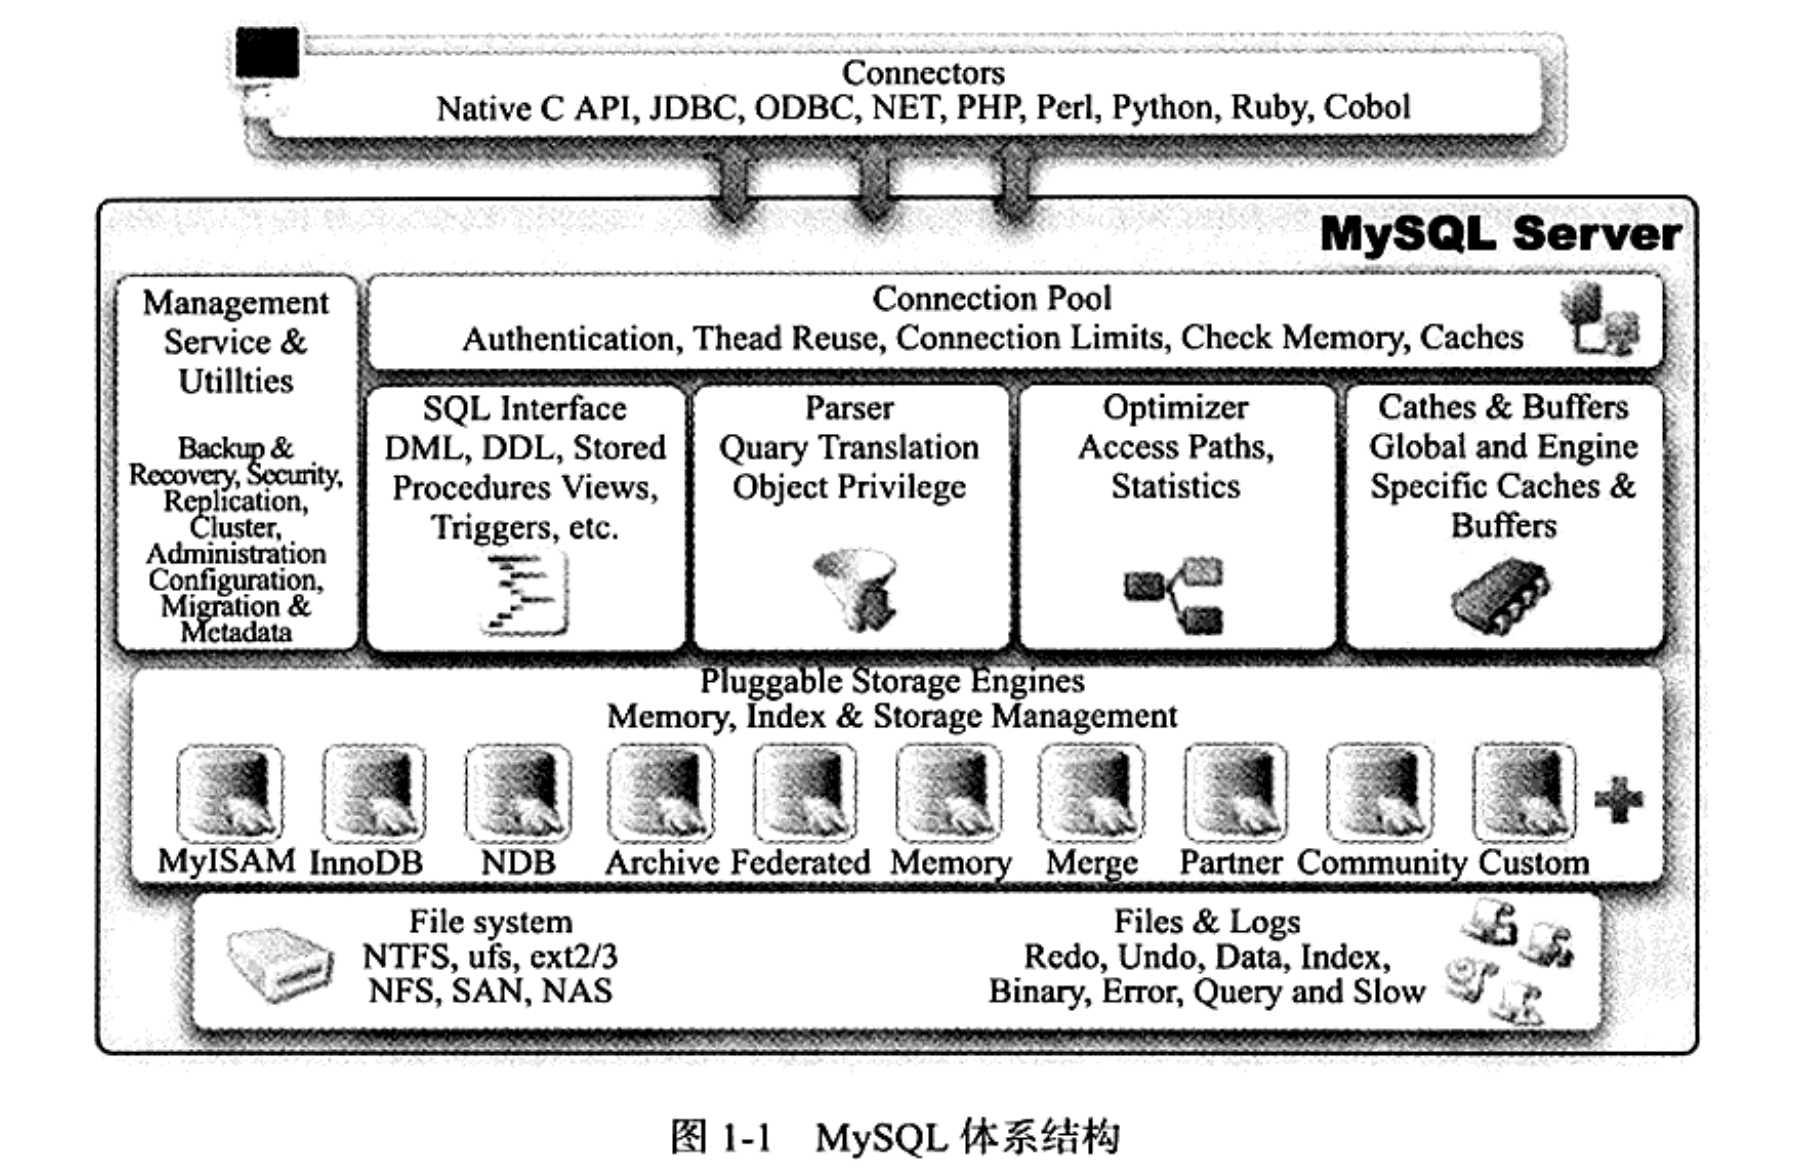 Connectors
Native C API, JDBC, ODBC, NET, PHP, Perl, Python, Ruby, Cobol
MySQL Server
Management
Service &
Utillties
Backup &
Recovery, Security,
Replication,
Cluster,
Administration
Configuration,
Migration &
Metadata
Connection Pool
Authentication, Thead Reuse, Connection Limits, Check Memory, Caches
SQL Interface
DML, DDL, Stored
Procedures Views,
Triggers, etc.
Parser
Quary Translation
Object Privilege
Optimizer
Access Paths,
Statistics
Cathes & Buffers
Global and Engine
Specific Caches &
Buffers
Pluggable Storage Engines
Memory, Index & Storage Management
MyISAM InnoDB NDB Archive Federated Memory Merge Partner Community Custom
File system
NTFS, ufs, ext2/3
NFS, SAN, NAS
Files & Logs
Redo, Undo, Data, Index,
Binary, Error, Query and Slow
图 1-1 MySQL 体系结构